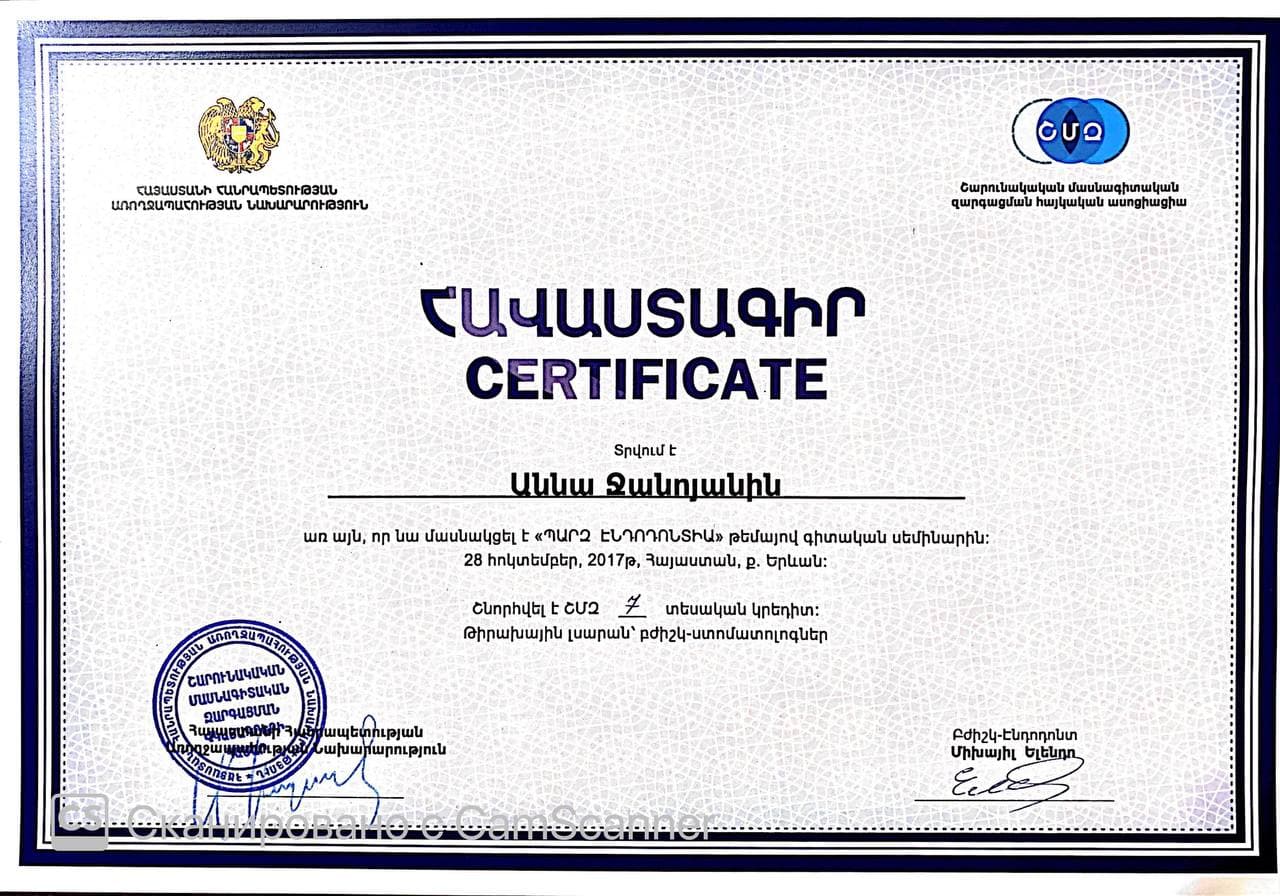 ՀԱՅԱՍՏԱՆԻ ՀԱՆՐԱՊԵՏՈՒԹՅԱՆ
ԱՌՈՂՋԱՊԱՀՈՒԹՅԱՆ ՆԱԽԱՐԱՐՈՒԹՅՈՒՆ
ՇՄԶ
Շարունակական մասնագիտական
զարգացման հայկական ասոցիացիա
ՀԱՎԱՍՏԱԳԻՐ
CERTIFICATE
Տրվում է
Աննա Ջանոյանին
առ այն, որ նա մասնակցել է «ՊԱՐԶ ԷՆԴՈԴՈՆՏԻԱ» թեմայով գիտական սեմինարին:
28 հոկտեմբեր, 2017թ, Հայաստան, ք. Երևան:
Շնորհվել է ՇՄԶ 7 տեսական կրեդիտ:
Թիրախային լսարան՝ բժիշկ-ստոմատոլոգներ
ՇԱՐՈՒՆԱԿԱԿԱՆ
ՄԱՍՆԱԳԻՏԱԿԱՆ
ԶԱՐԳԱՑՄԱՆ
Հայաստանի Հանրապետության
Առողջապահության Նախարարություն
Բժիշկ-Էնդոդոնտ
Միխայիլ Ելենդո
CS Сканировано с CamScanner